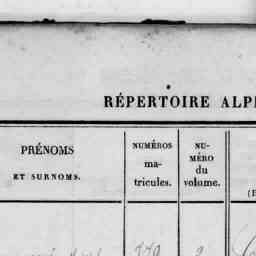 RÉPERTOIRE ALP
PRÉNOMS
ET SURNOMS.
NUMÉROS
ma-
tricules.
NU-
MÉRO
du
volume.